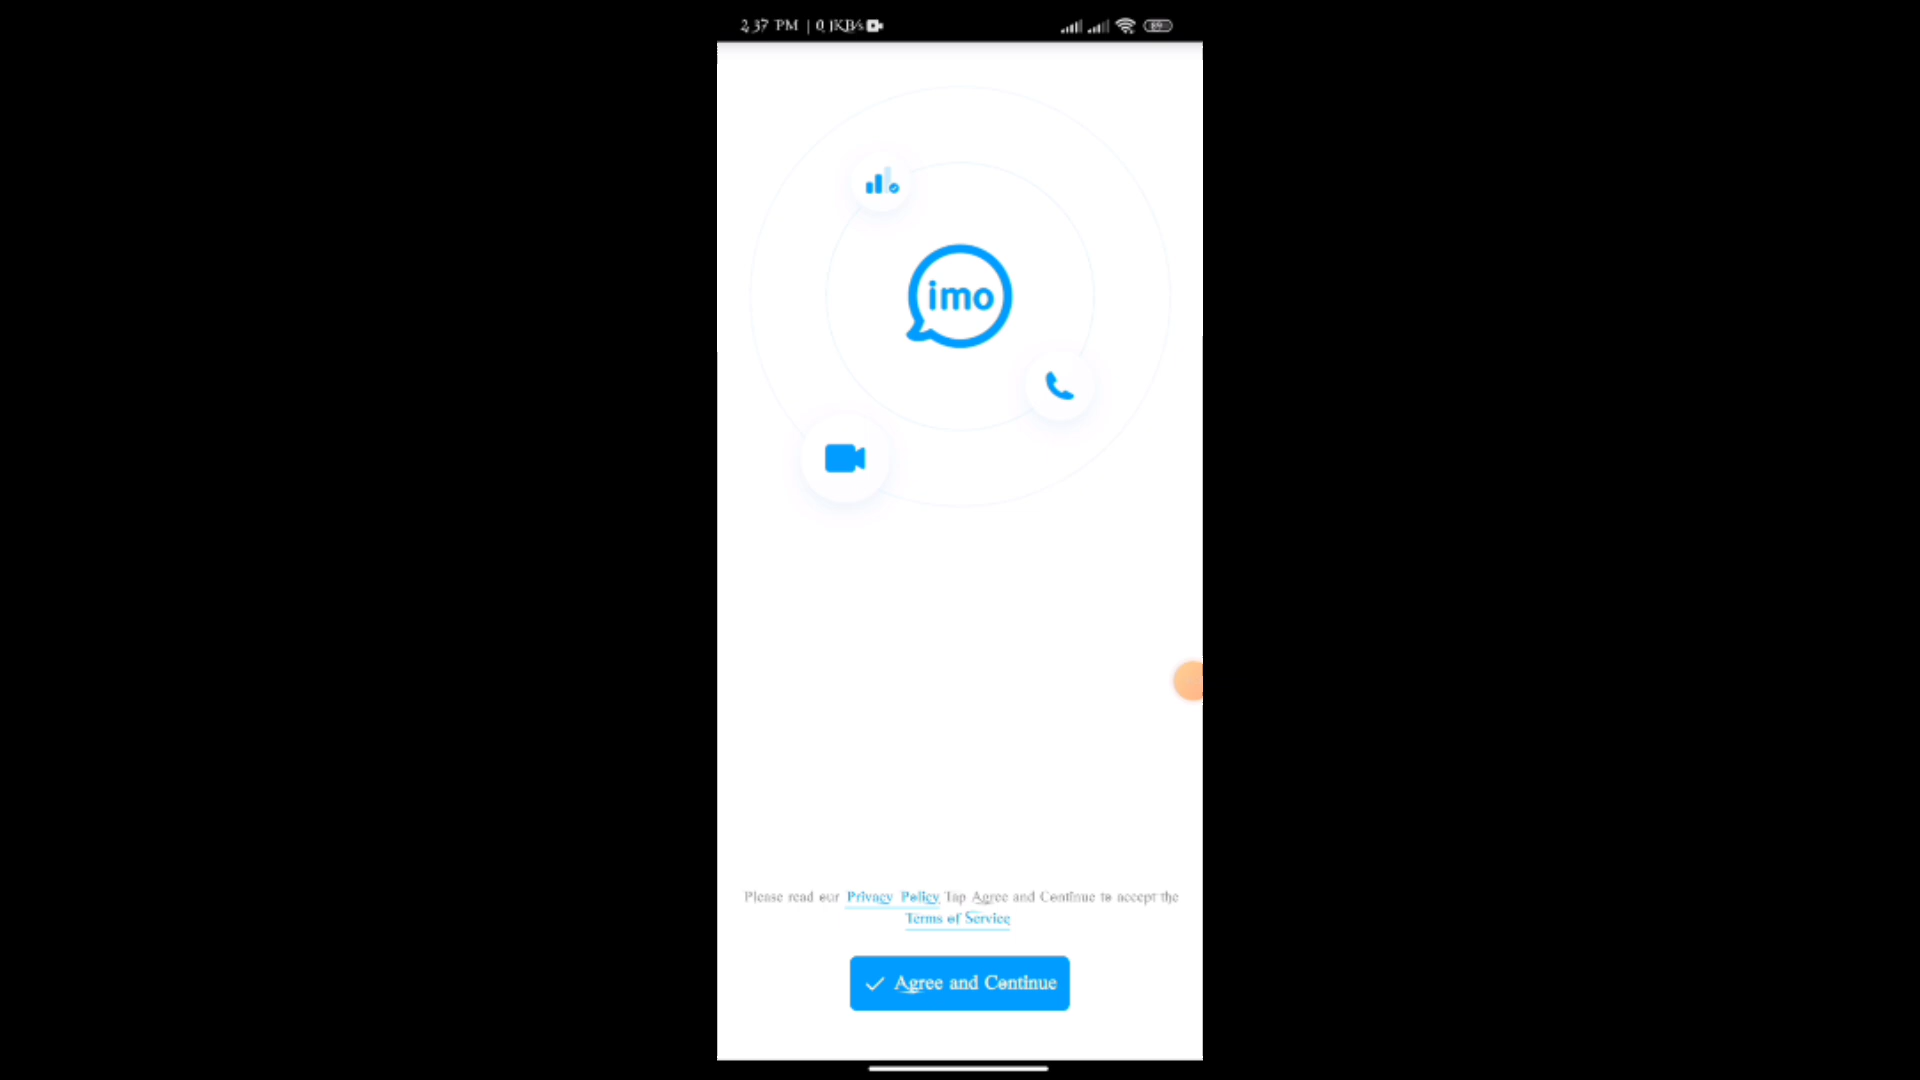 2.37 PM | 0.1KB/s
89
imo
Please read our Privacy Policy. Tap Agree and Continue to accept the
Terms of Service
Agree and Continue